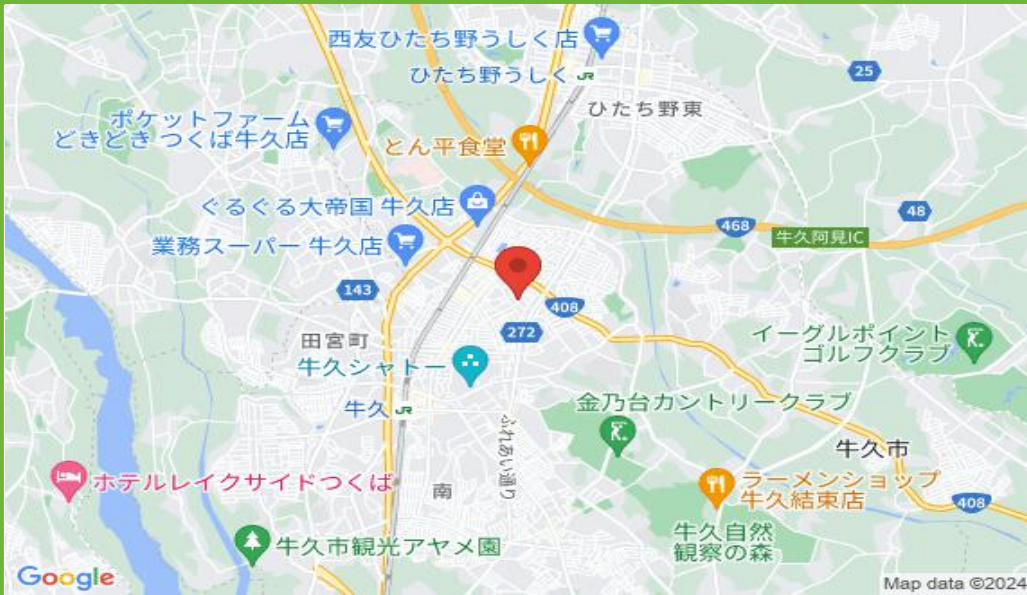 西友ひたち野うしく店
ひたち野うしく JR
25
ひたち野東
ポケットファーム
どきどき つくば牛久店
とん平食堂
ぐるぐる大帝国 牛久店
48
468
業務スーパー 牛久店
牛久阿見IC
143
408
272
田宮町
イーグルポイント
ゴルフクラブ
牛久シャトー
金乃台カントリークラブ
牛久 JR
ふれあい通り
牛久市
ホテルレイクサイドつくば
南
ラーメンショップ
牛久結束店
408
牛久自然
観察の森
牛久市観光アヤメ園
Google
Map data ©2024